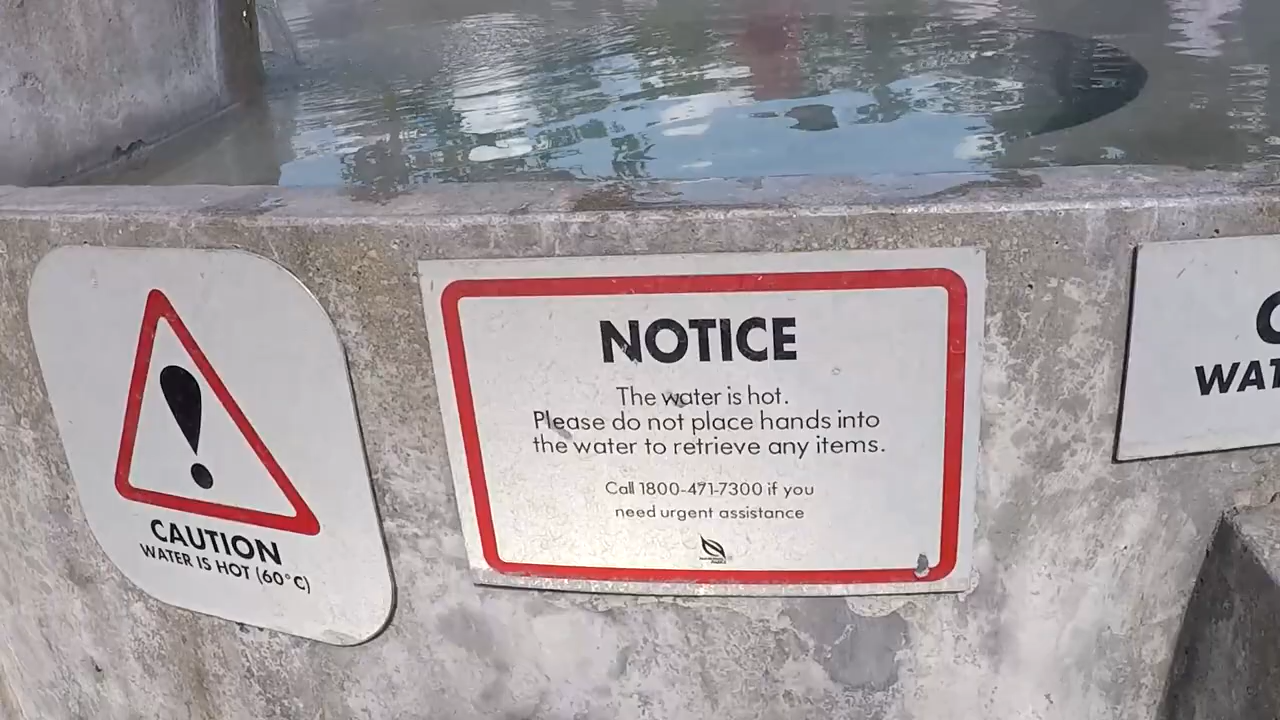 CAUTION
WATER IS HOT (60°C)
NOTICE
The water is hot.
Please do not place hands into
the water to retrieve any items.
Call 1800-471-7300 if you
need urgent assistance